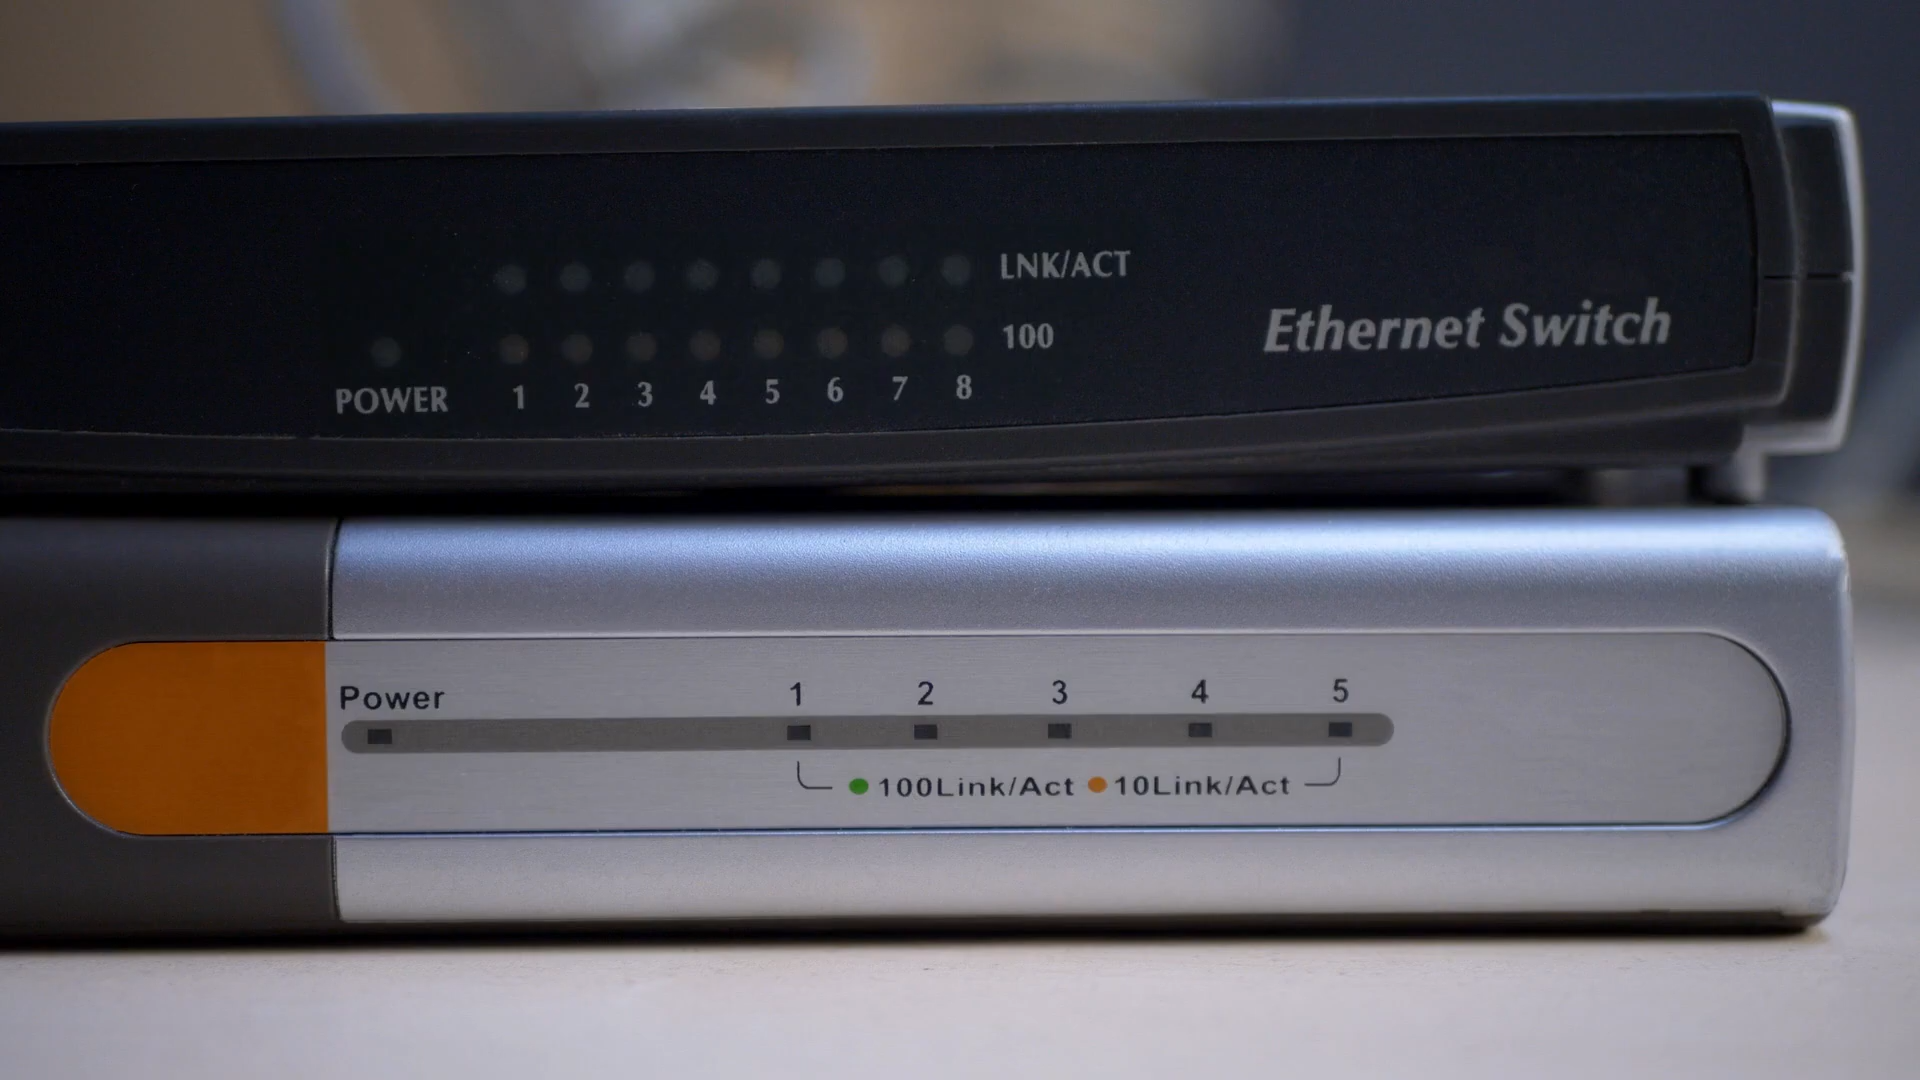 LNK/ACT
100
POWER 1 2 3 4 5 6 7 8
Ethernet Switch
Power 1 2 3 4 5
100Link/Act 10Link/Act